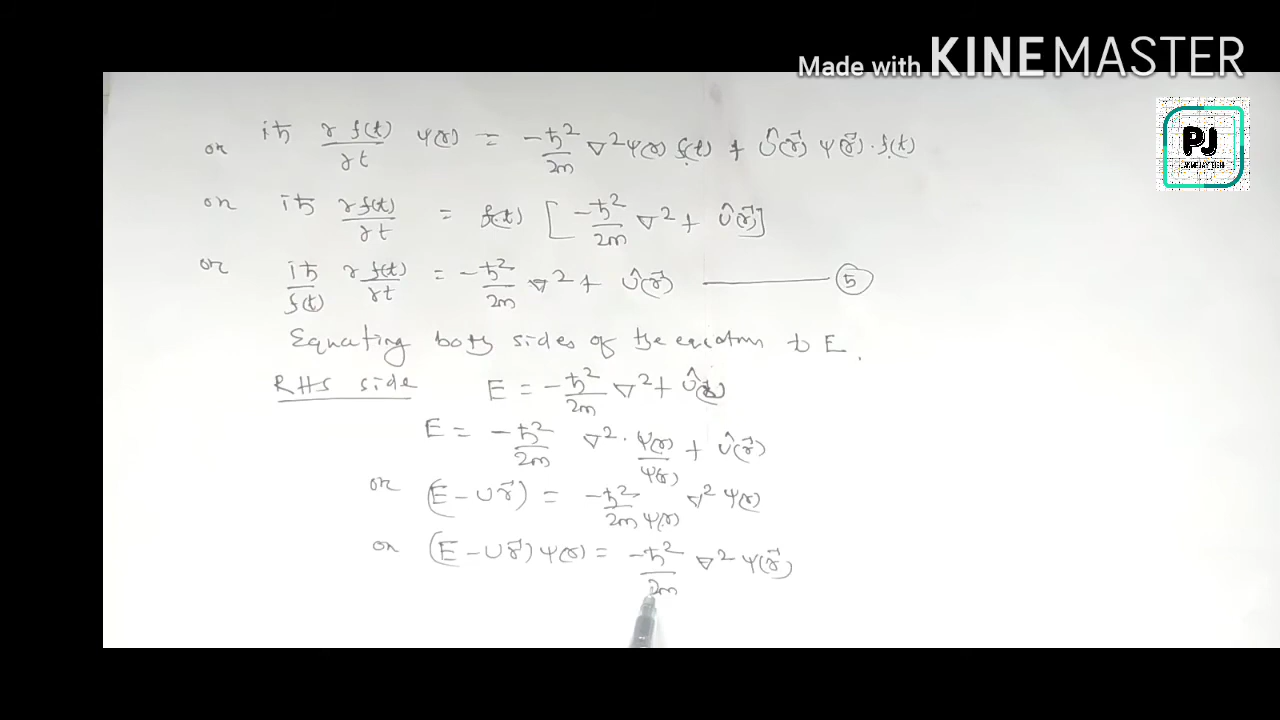 Made with KINEMASTER
PJ
or iħ ∂f(t)/∂t ψ(r) = -ħ²/2m ∇²ψ(r) f(t) + Û(r⃗) ψ(r⃗).f(t)
or iħ ∂f(t)/∂t = f(t) [-ħ²/2m ∇² + Û(r⃗)]
or iħ/f(t) ∂f(t)/∂t = -ħ²/2m ∇² + Û(r⃗) ⑤
Equating both sides of the equation to E.
RHS side E = -ħ²/2m ∇² + Û(r)
E = -ħ²/2m ∇². ψ(r)/ψ(r) + Û(r⃗)
or (E - Ur⃗) = -ħ²/2m ψ(r) ∇² ψ(r)
or (E - Ur⃗) ψ(r) = -ħ²/2m ∇² ψ(r⃗)